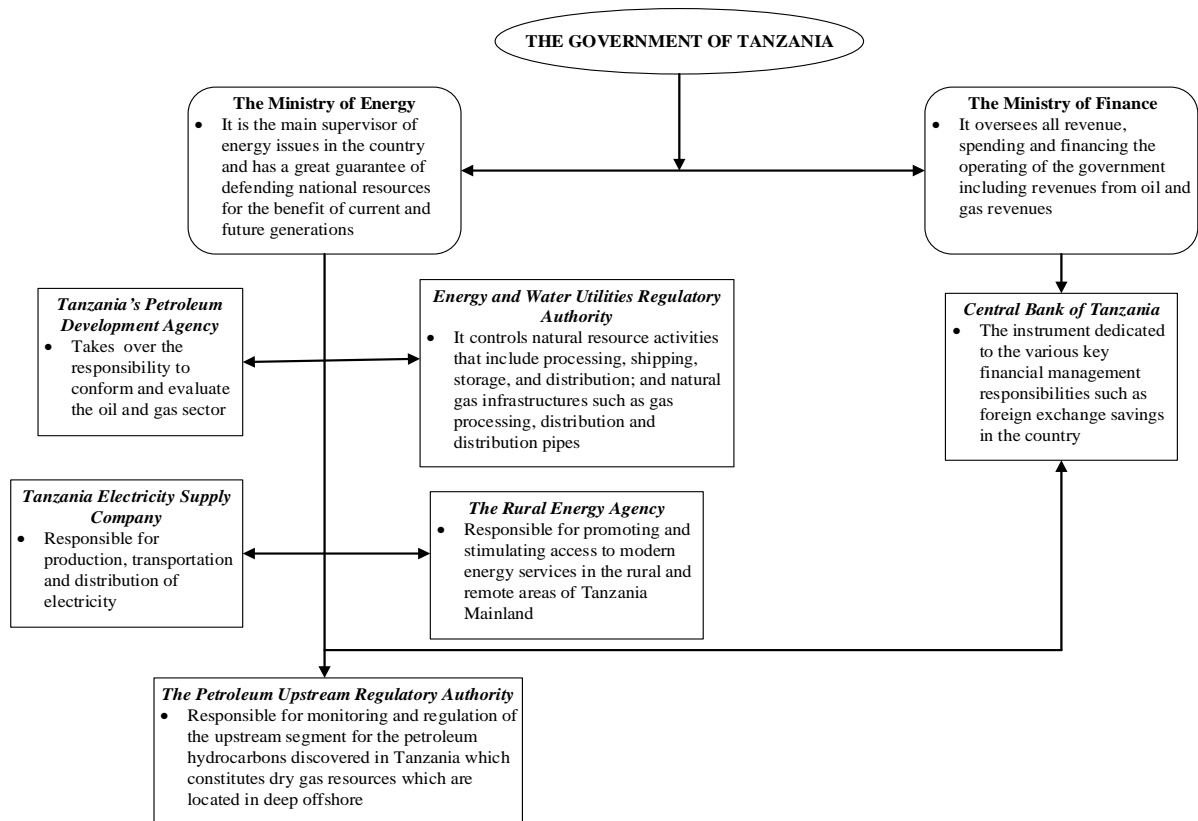 THE GOVERNMENT OF TANZANIA
The Ministry of Energy
• It is the main supervisor of
energy issues in the country
and has a great guarantee of
defending national resources
for the benefit of current and
future generations
The Ministry of Finance
• It oversees all revenue,
spending and financing the
operating of the government
including revenues from oil and
gas revenues
Tanzania’s Petroleum
Development Agency
• Takes over the
responsibility to
conform and evaluate
the oil and gas sector
Energy and Water Utilities Regulatory
Authority
• It controls natural resource activities
that include processing, shipping,
storage, and distribution; and natural
gas infrastructures such as gas
processing, distribution and
distribution pipes
Central Bank of Tanzania
• The instrument dedicated
to the various key
financial management
responsibilities such as
foreign exchange savings
in the country
Tanzania Electricity Supply
Company
• Responsible for
production, transportation
and distribution of
electricity
The Rural Energy Agency
• Responsible for promoting and
stimulating access to modern
energy services in the rural and
remote areas of Tanzania
Mainland
The Petroleum Upstream Regulatory Authority
• Responsible for monitoring and regulation of
the upstream segment for the petroleum
hydrocarbons discovered in Tanzania which
constitutes dry gas resources which are
located in deep offshore